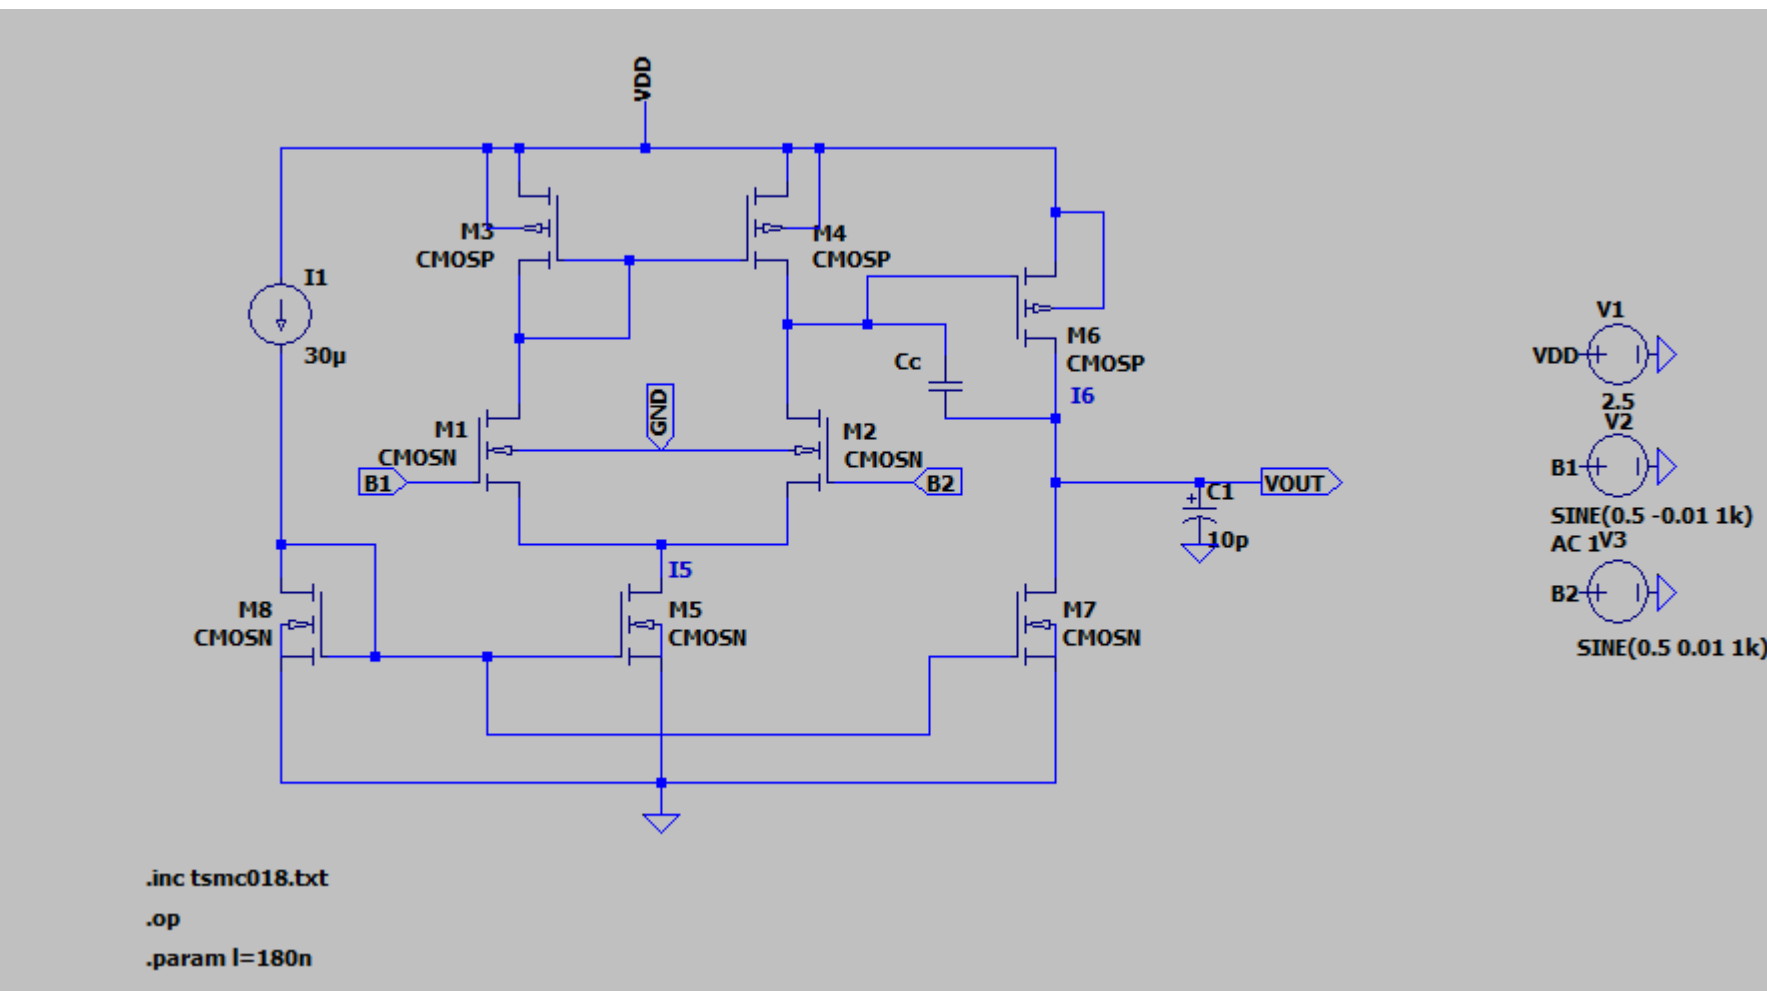 VDD
M3
CMOSP
M4
CMOSP
I1
30µ
M6
CMOSP
I6
Cc
GND
M1
CMOSN
B1
M2
CMOSN
B2
VOUT
C1
10p
I5
M8
CMOSN
M5
CMOSN
M7
CMOSN
V1
VDD
2.5
V2
B1
SINE(0.5 -0.01 1k)
AC 1
V3
B2
SINE(0.5 0.01 1k)
.inc tsmc018.txt
.op
.param l=180n